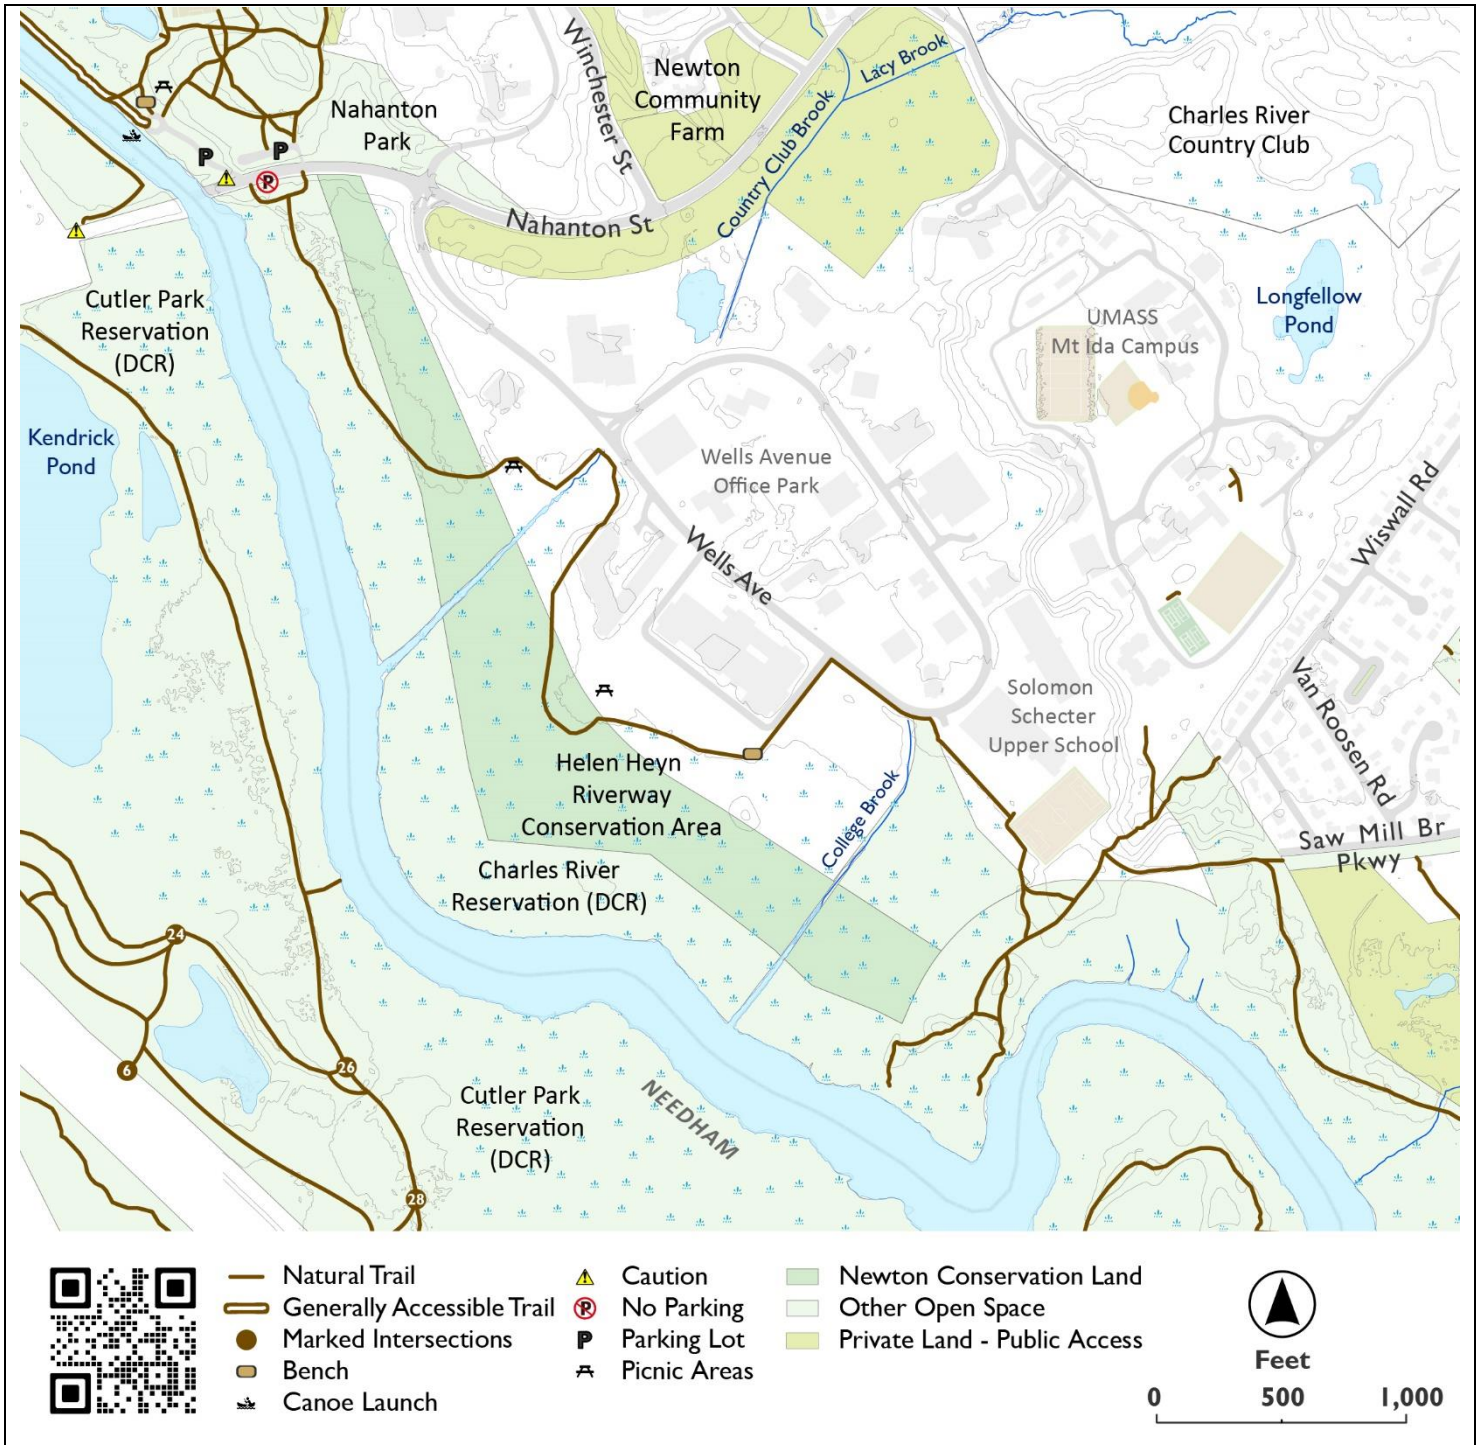 Winchester St
Newton
Community
Farm
Lacy Brook
Country Club Brook
Charles River
Country Club
Nahanton
Park
P
P
P
Nahanton St
Cutler Park
Reservation
(DCR)
Longfellow
Pond
UMASS
Mt Ida Campus
Kendrick
Pond
Wells Avenue
Office Park
Wiswall Rd
Wells Ave
Solomon
Schecter
Upper School
Van Roosen Rd
Helen Heyn
Riverway
Conservation Area
College Brook
Saw Mill Br
Pkwy
Charles River
Reservation (DCR)
24
6
26
28
Cutler Park
Reservation
(DCR)
NEEDHAM
Natural Trail
Generally Accessible Trail
Marked Intersections
Bench
Canoe Launch
Caution
P No Parking
P Parking Lot
Picnic Areas
Newton Conservation Land
Other Open Space
Private Land - Public Access
Feet
0 500 1,000